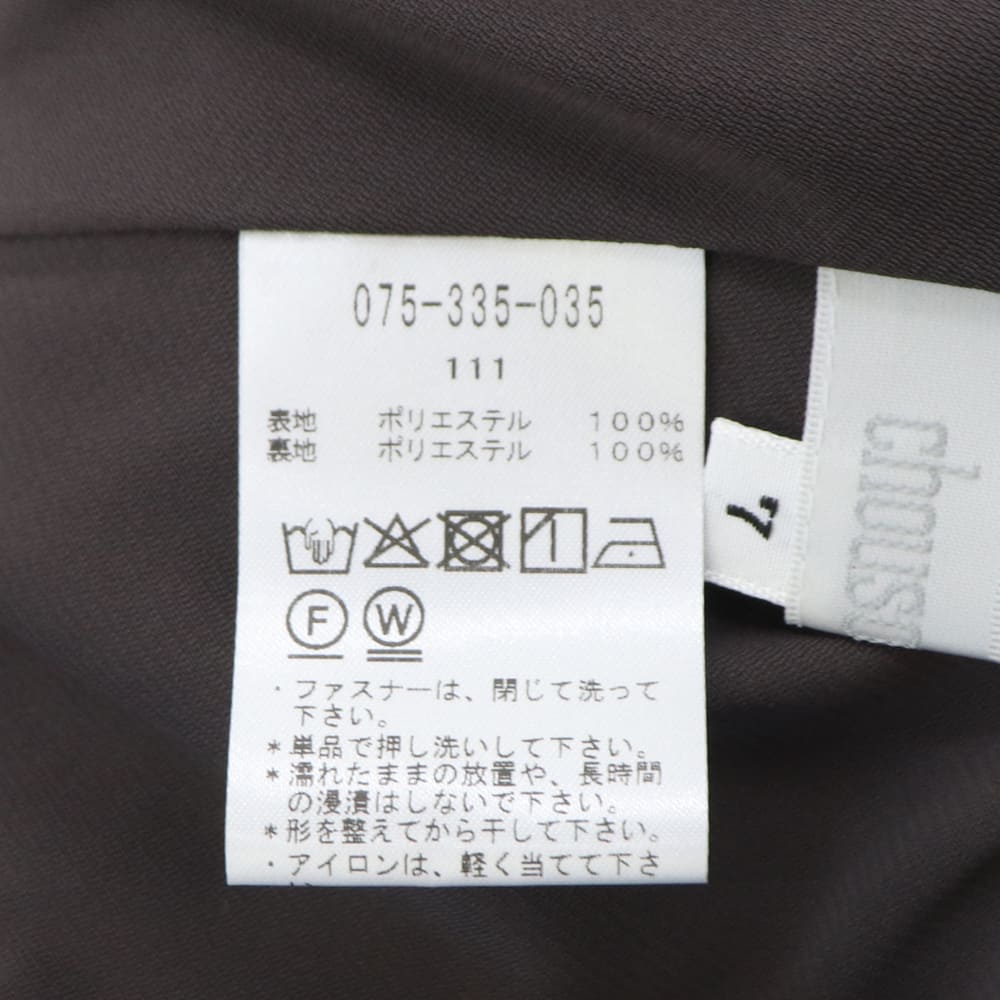 075-335-035
111
表地 ポリエステル 100%
裏地 ポリエステル 100%
F W
・ファスナーは、閉じて洗って
下さい。
*単品で押し洗いして下さい。
*濡れたままの放置や、長時間
の浸漬はしないで下さい。
*形を整えてから干して下さい。
・アイロンは、軽く当てて下さ
7